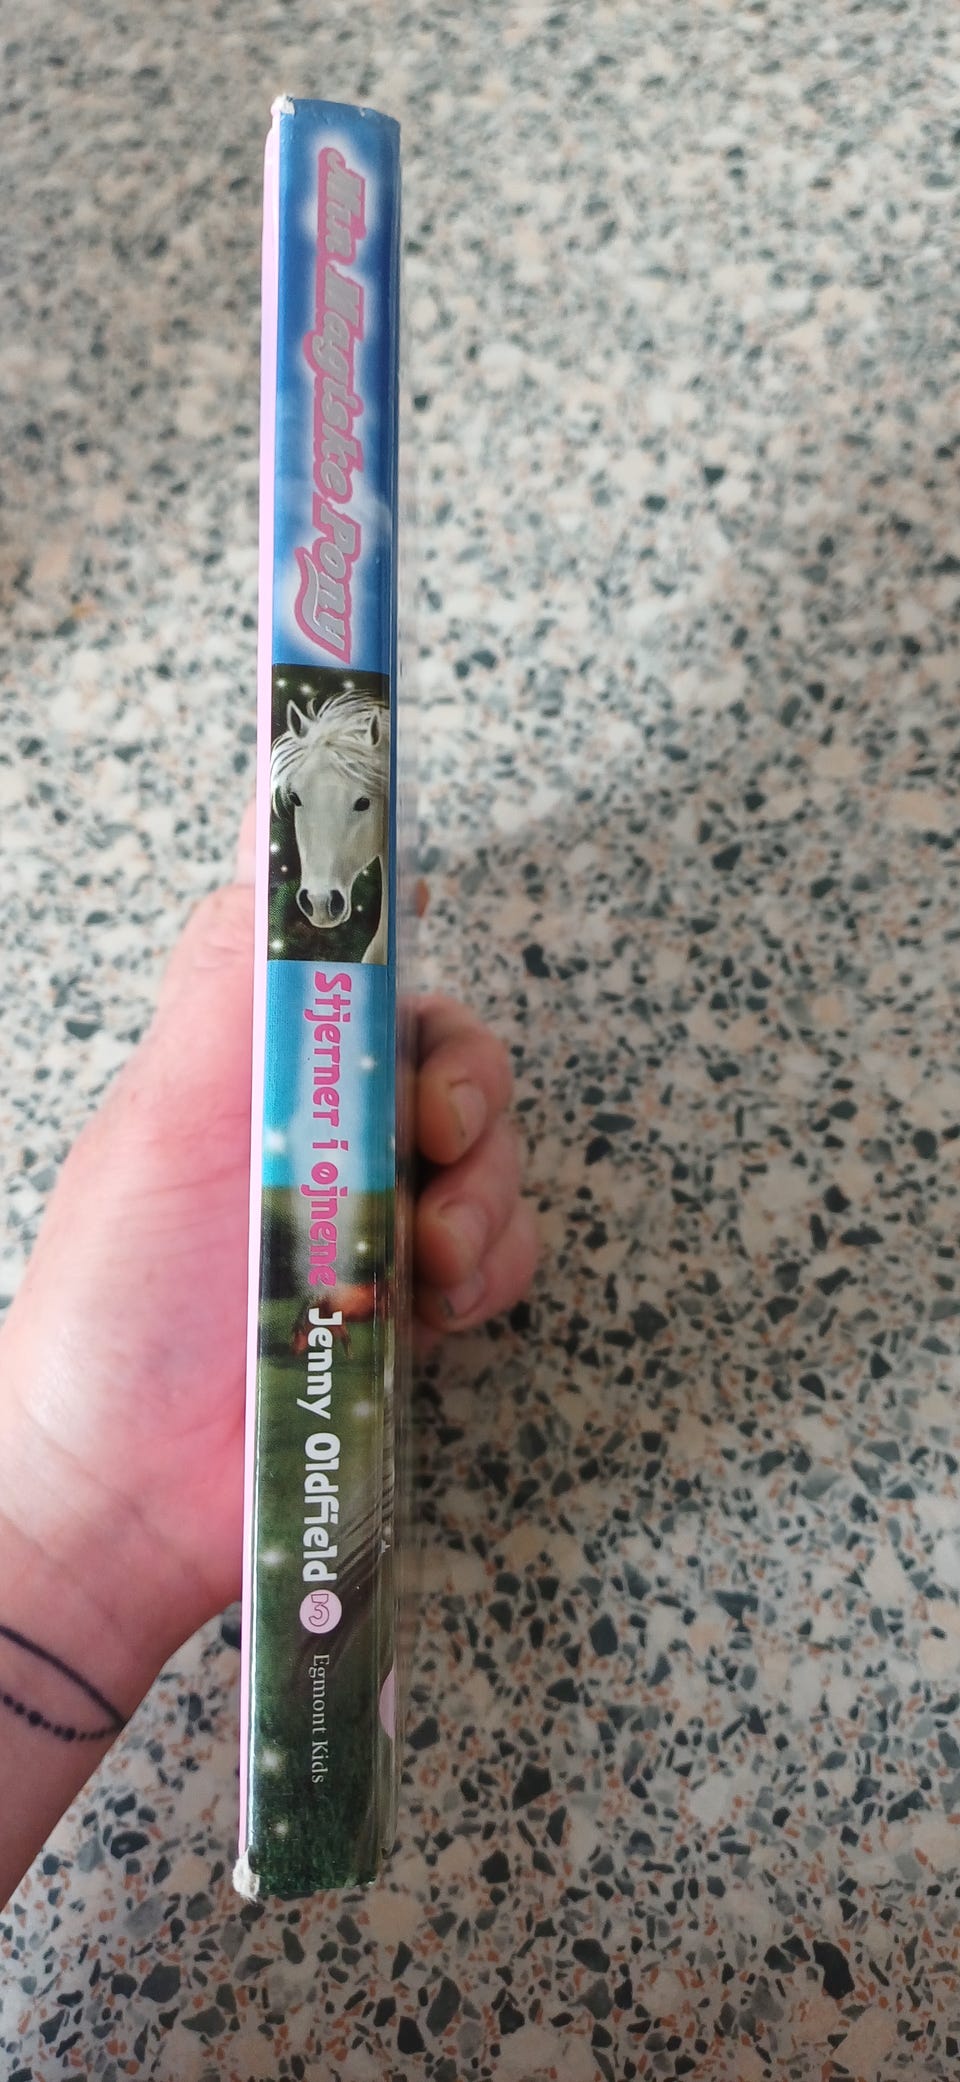 Min Magiske Pony
Stjerner i øjnene
Jenny Oldfield
5
Egmont Kids